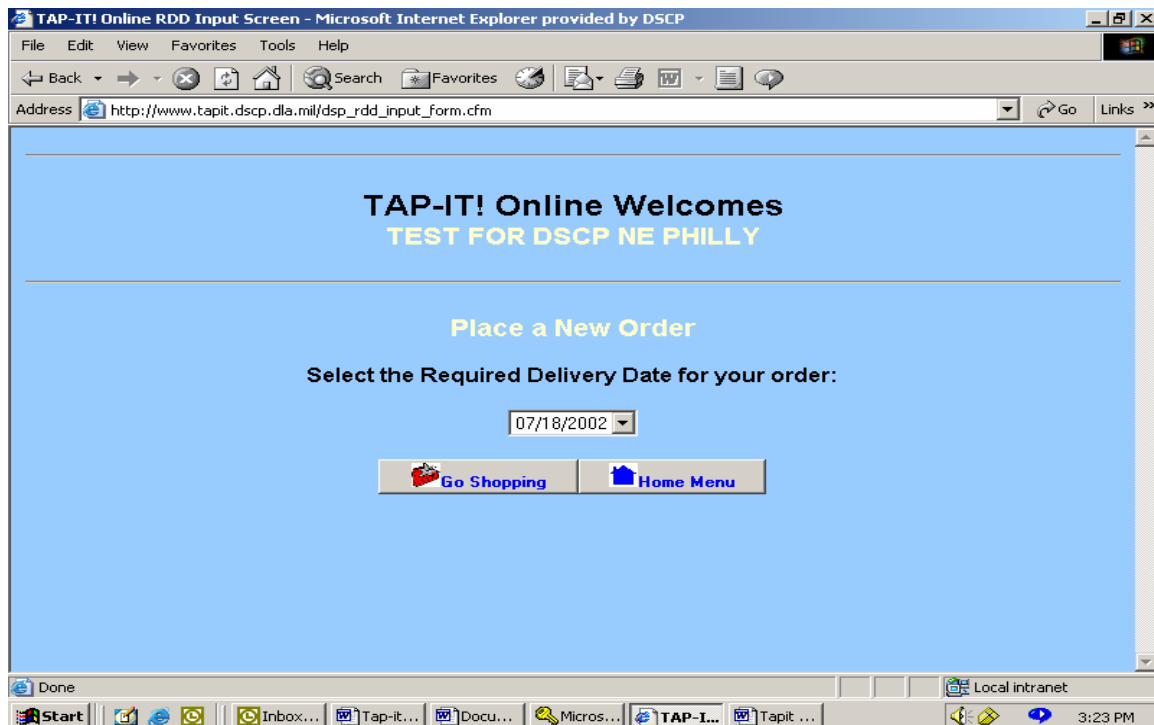 TAP-IT! Online RDD Input Screen - Microsoft Internet Explorer provided by DSCP
File Edit View Favorites Tools Help
Back Search Favorites
Address http://www.tapit.dscp.dla.mil/dsp_rdd_input_form.cfm Go Links »
TAP-IT! Online Welcomes
TEST FOR DSCP NE PHILLY
Place a New Order
Select the Required Delivery Date for your order:
07/18/2002
Go Shopping Home Menu
Done Local intranet
Start Inbox... Tap-it... Docu... Micros... TAP-I... Tapit ... 3:23 PM